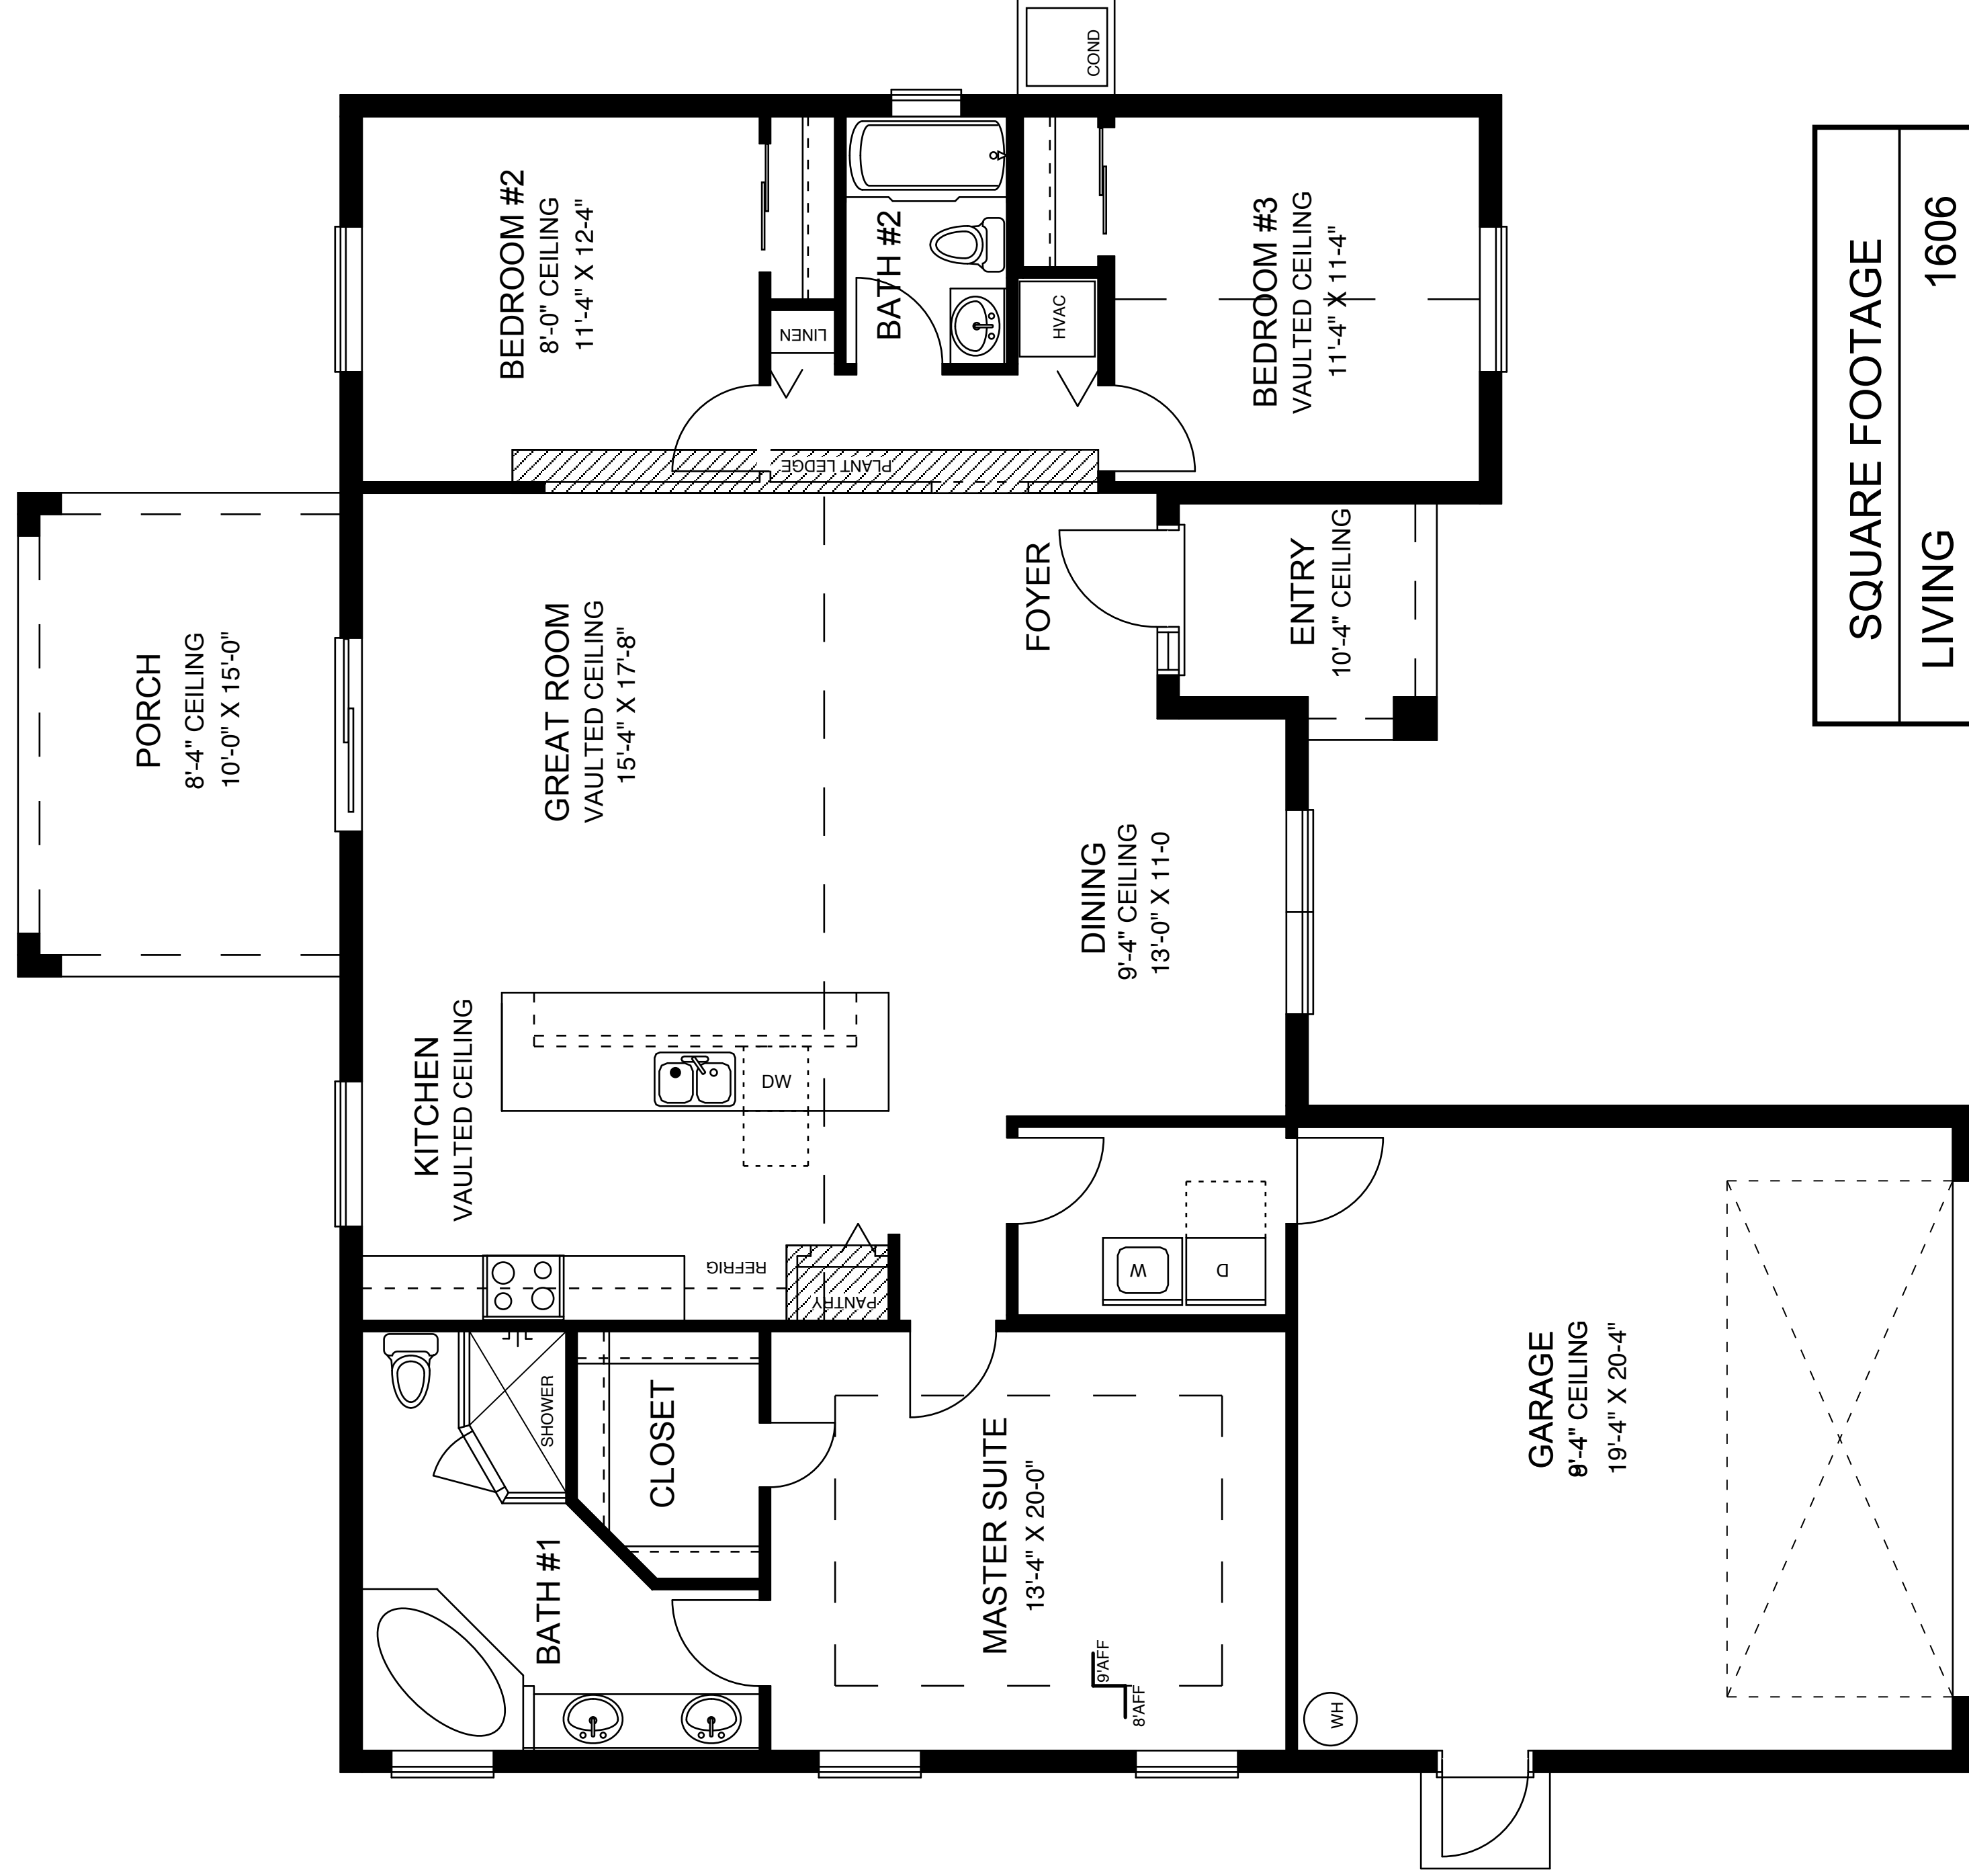 PORCH
8'-4" CEILING
10'-0" X 15'-0"
BEDROOM #2
8'-0" CEILING
11'-4" X 12-4"
LINEN
BATH #2
HVAC
COND
BEDROOM #3
VAULTED CEILING
11'-4" X 11-4"
PLANT LEDGE
GREAT ROOM
VAULTED CEILING
15'-4" X 17'-8"
FOYER
ENTRY
10'-4" CEILING
DINING
9'-4" CEILING
13'-0" X 11-0
KITCHEN
VAULTED CEILING
DW
REFRIG
PANTRY
W
D
SHOWER
CLOSET
BATH #1
MASTER SUITE
13'-4" X 20-0"
9'AFF
8'AFF
GARAGE
9'-4" CEILING
19'-4" X 20-4"
WH
SQUARE FOOTAGE
LIVING 1606